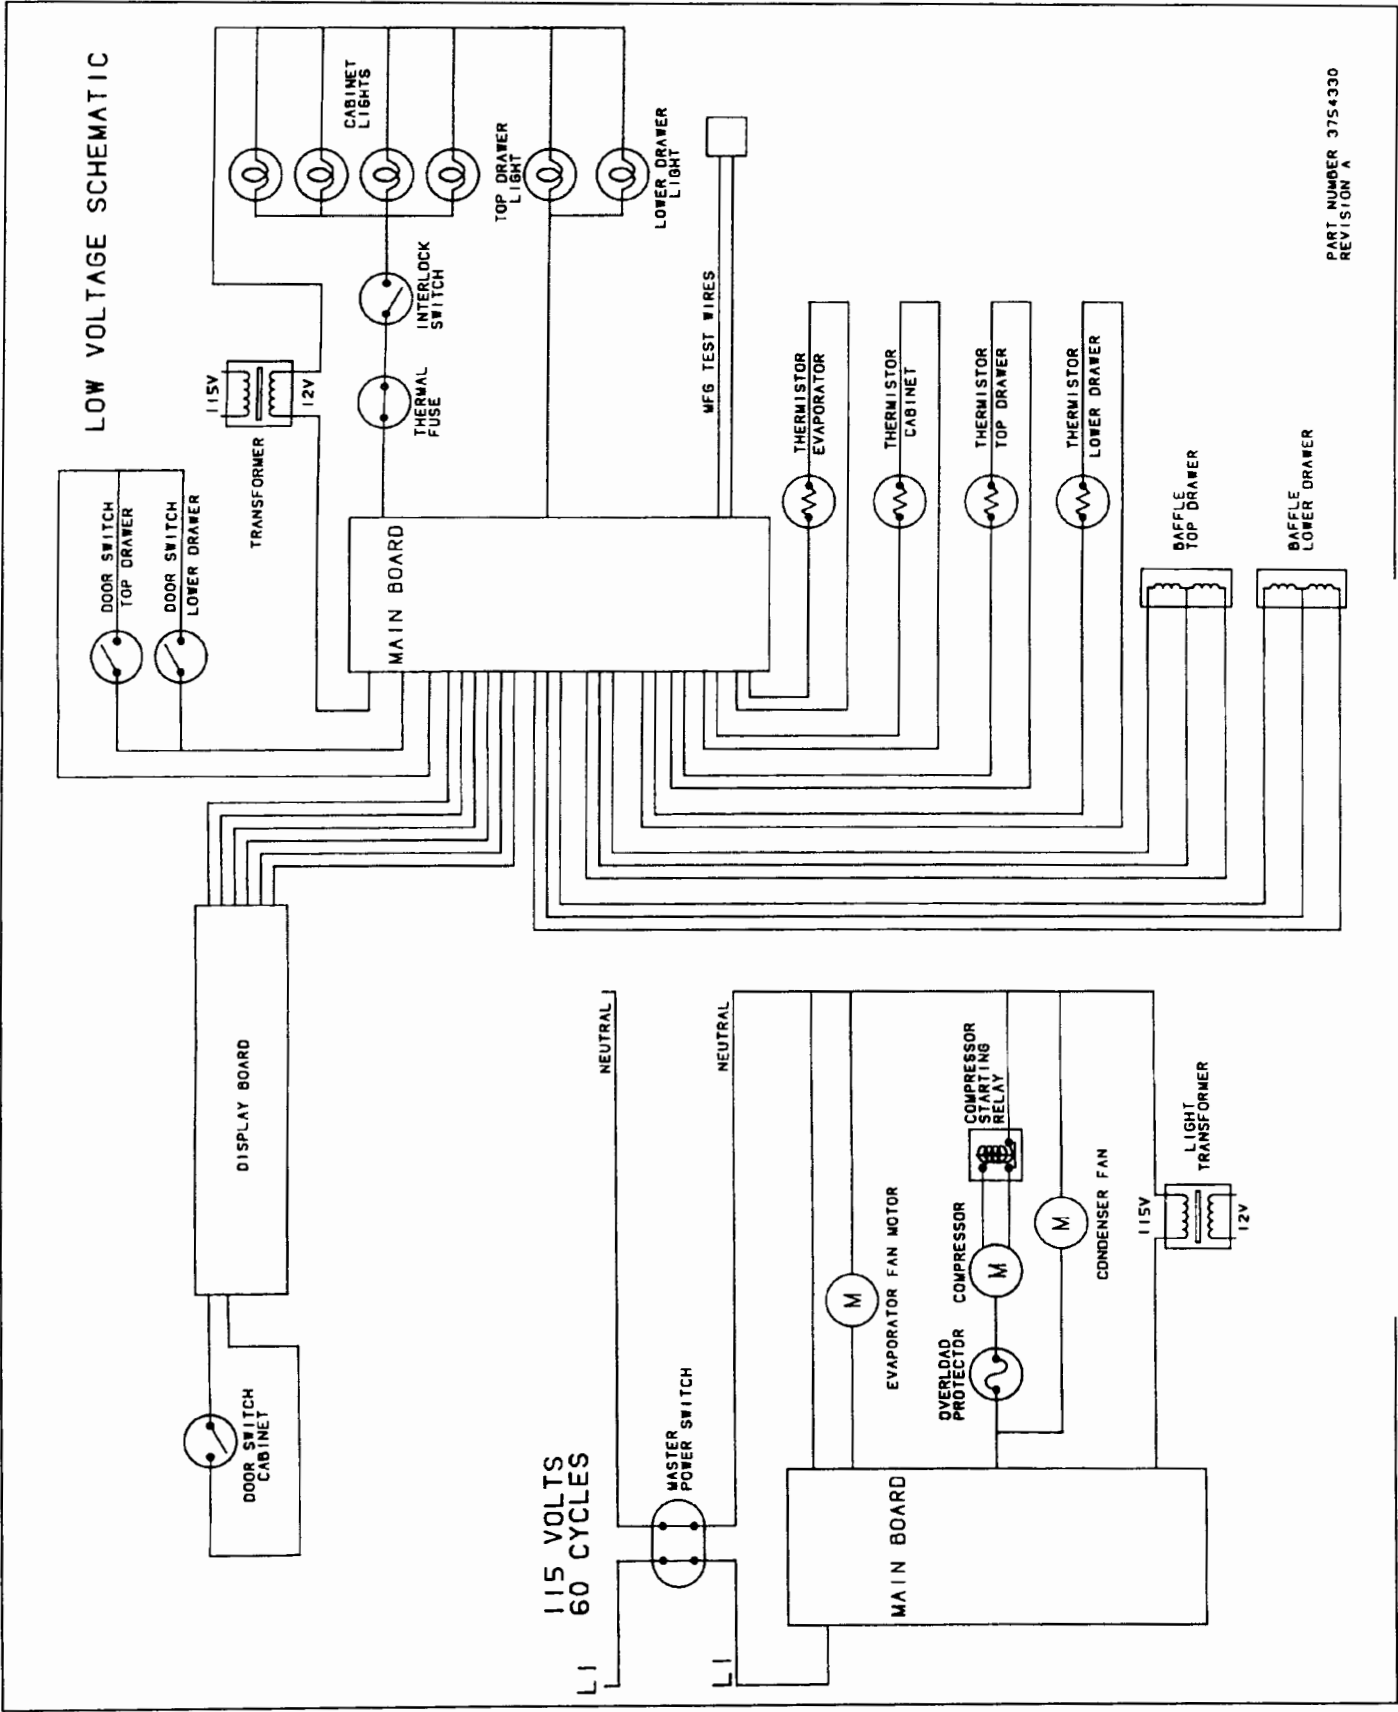 LOW VOLTAGE SCHEMATIC
DOOR SWITCH
TOP DRAWER
DOOR SWITCH
LOWER DRAWER
TRANSFORMER
115V
12V
CABINET
LIGHTS
INTERLOCK
SWITCH
THERMAL
FUSE
TOP DRAWER
LIGHT
LOWER DRAWER
LIGHT
MFG TEST WIRES
MAIN BOARD
THERMISTOR
EVAPORATOR
THERMISTOR
CABINET
THERMISTOR
TOP DRAWER
THERMISTOR
LOWER DRAWER
BAFFLE
TOP DRAWER
BAFFLE
LOWER DRAWER
DISPLAY BOARD
DOOR SWITCH
CABINET
115 VOLTS
60 CYCLES
L1
NEUTRAL
MASTER
POWER SWITCH
L1
NEUTRAL
MAIN BOARD
EVAPORATOR FAN MOTOR
M
OVERLOAD
PROTECTOR
COMPRESSOR
M
COMPRESSOR
STARTING
RELAY
M
CONDENSER FAN
115V
12V
LIGHT
TRANSFORMER
PART NUMBER 3754330
REVISION A